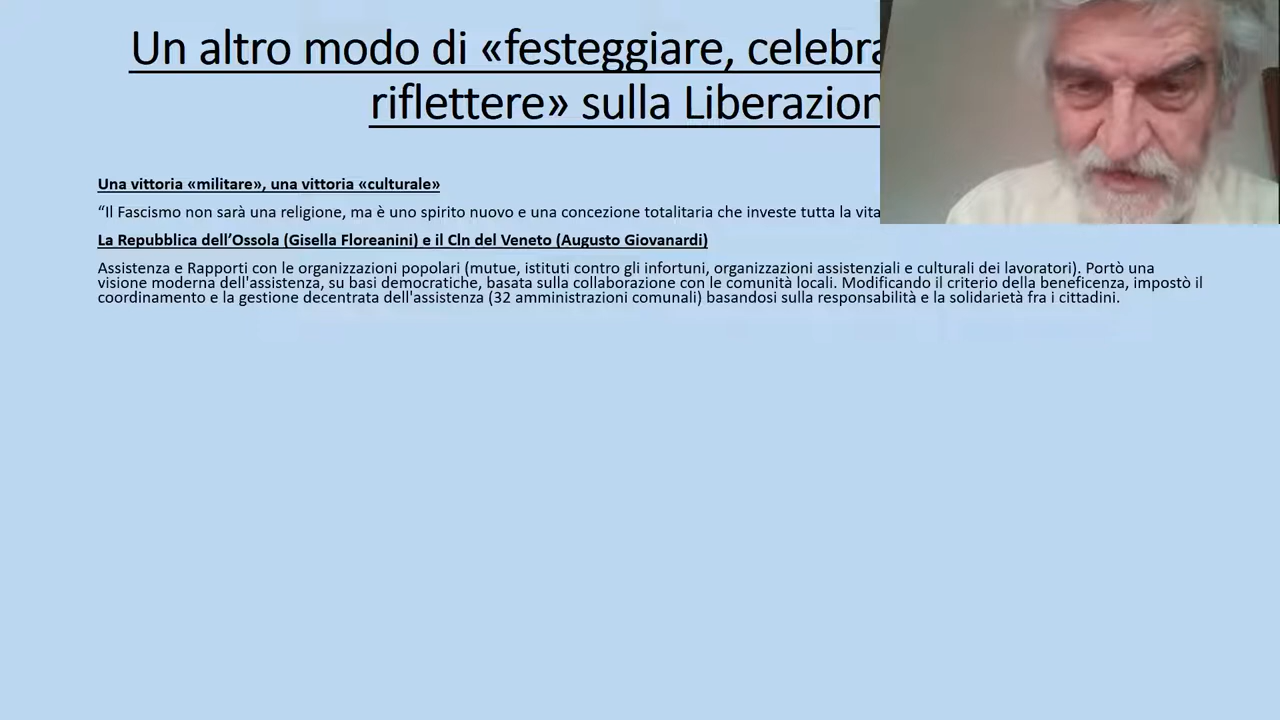 Un altro modo di «festeggiare,
riflettere» sulla
Una vittoria «militare», una vittoria «culturale»
“Il Fascismo non sarà una religione, ma è uno spirito nuovo e una concezione totalitaria che investe tutta la vita
La Repubblica dell’Ossola (Gisella Floreanini) e il Cln del Veneto (Augusto Giovanardi)
Assistenza e Rapporti con le organizzazioni popolari (mutue, istituti contro gli infortuni, organizzazioni assistenziali e culturali dei lavoratori). Portò una
visione moderna dell'assistenza, su basi democratiche, basata sulla collaborazione con le comunità locali. Modificando il criterio della beneficenza, impostò il
coordinamento e la gestione decentrata dell'assistenza (32 amministrazioni comunali) basandosi sulla responsabilità e la solidarietà fra i cittadini.